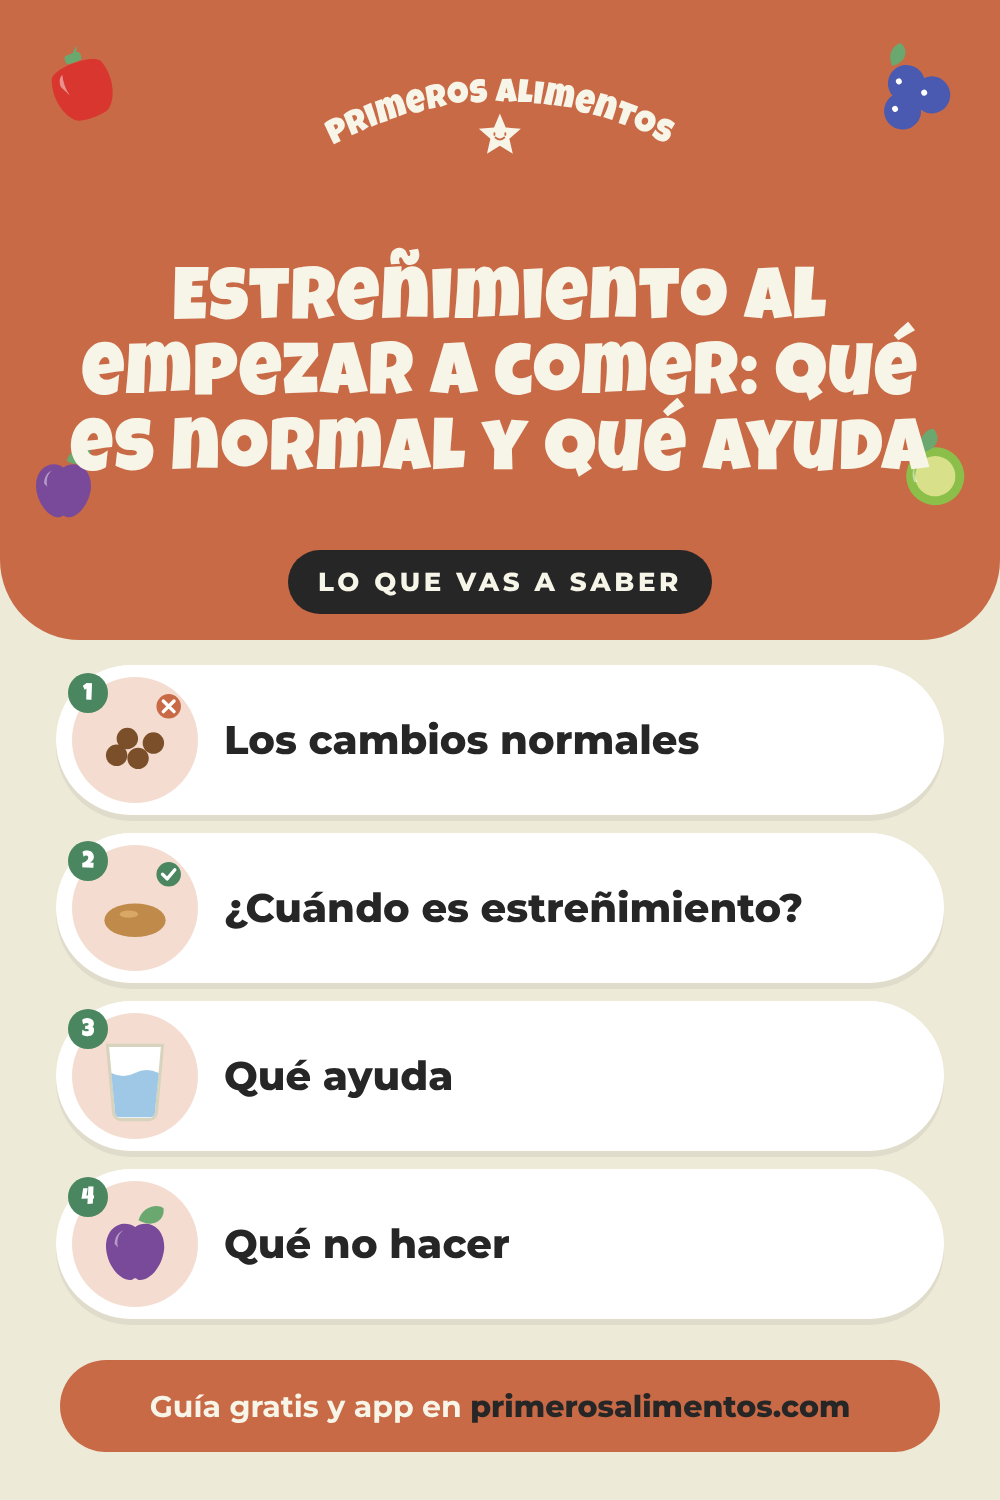 PRIMEROS ALIMENTOS
ESTREÑIMIENTO AL
EMPEZAR A COMER: QUÉ
ES NORMAL Y QUÉ AYUDA
LO QUE VAS A SABER
1
Los cambios normales
2
¿Cuándo es estreñimiento?
3
Qué ayuda
4
Qué no hacer
Guía gratis y app en primerosalimentos.com